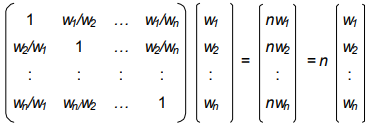 1 w₁/w₂ … w₁/wₙ w₁ nw₁ w₁
w₂/w₁ 1 … w₂/wₙ w₂ = nw₂ = n w₂
: : : : : : :
wₙ/w₁ wₙ/w₂ … 1 wₙ nwₙ wₙ